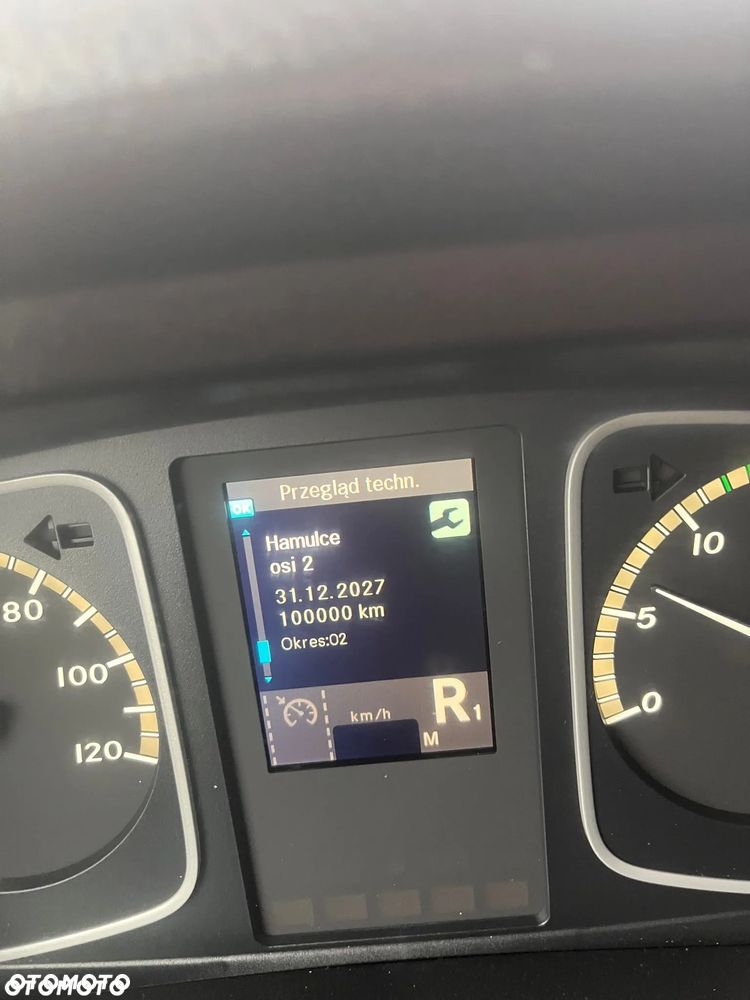 Przegląd techn.
OK
Hamulce
osi 2
31.12.2027
100000 km
Okres:02
km/h
R1
M
80
100
120
10
5
0
OTOMOTO
OTOMOTO